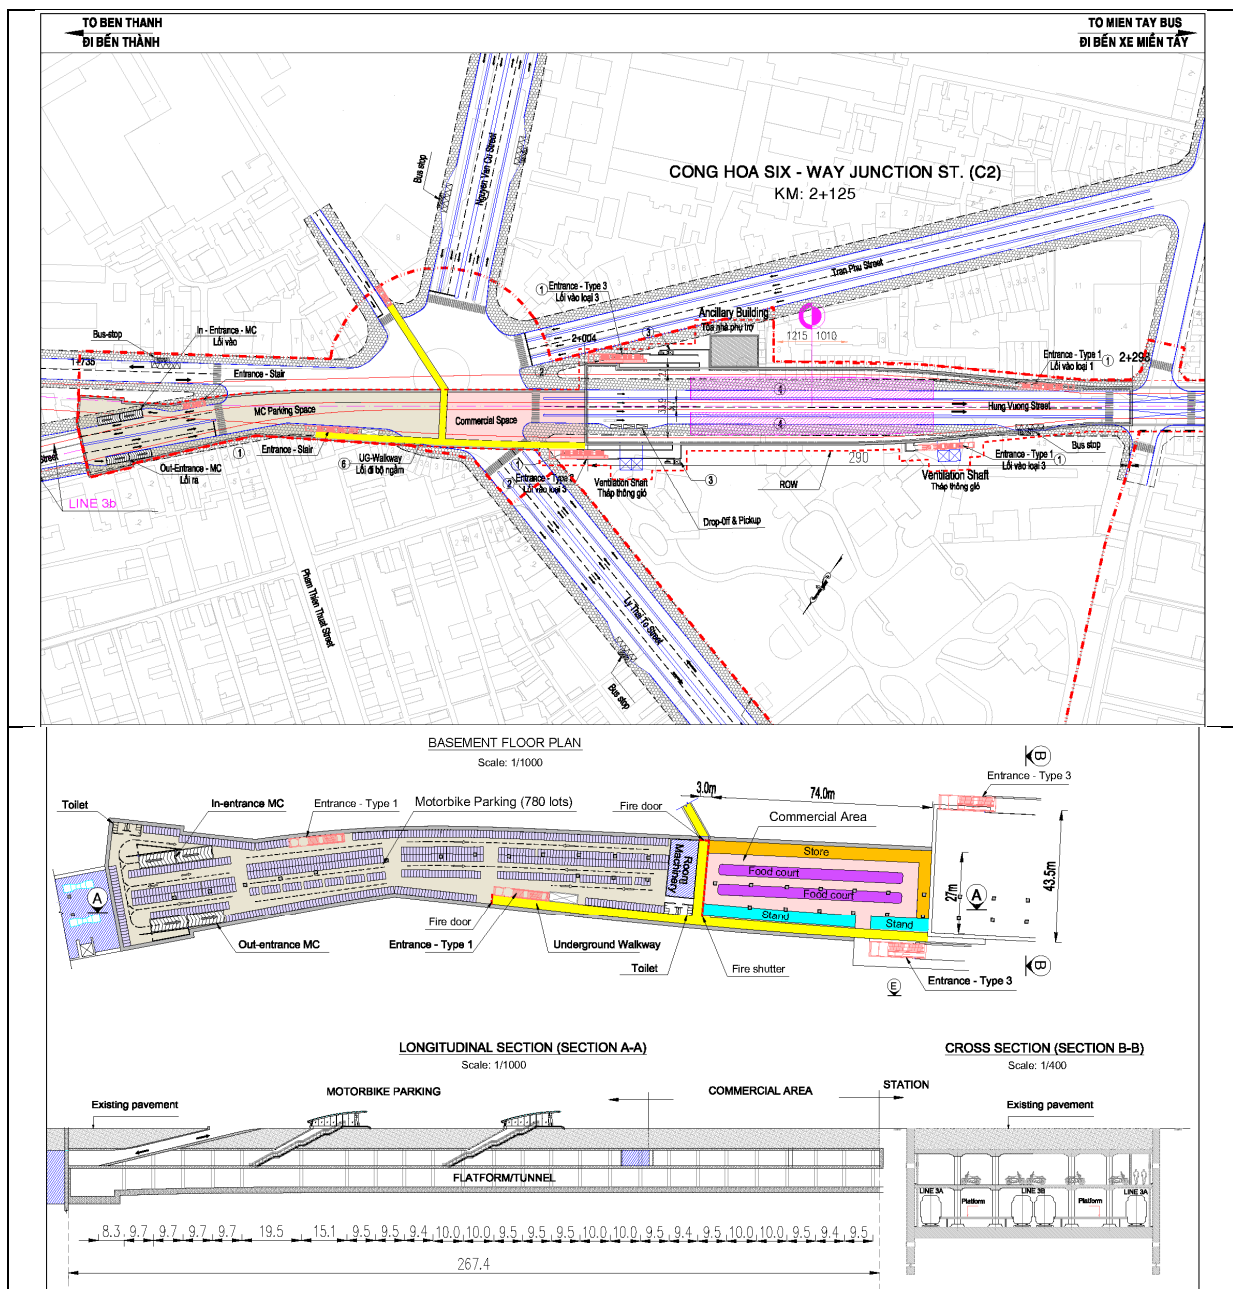 TO BEN THANH
ĐI BẾN THÀNH
TO MIEN TAY BUS
ĐI BẾN XE MIỀN TÂY
CONG HOA SIX - WAY JUNCTION ST. (C2)
KM: 2+125
Bus stop
Nguyen Van Cu Street
Tran Phu Street
1
Entrance - Type 3
Lối vào loại 3
Ancillary Building
Tòa nhà phụ trợ
1215
1010
In - Entrance - MC
Lối vào
Bus-stop
1+735
Entrance - Stair
2+004
3
2
Entrance - Type 1
Lối vào loại 1
1
2+298
MC Parking Space
Commercial Space
4
4
Hung Vuong Street
Entrance - Stair
1
6
UG-Walkway
Lối đi bộ ngầm
Out-Entrance - MC
Lối ra
Street
LINE 3b
Ventilation Shaft
Tháp thông gió
3
Drop-Off & Pickup
ROW
290
Bus stop
1
Entrance - Type 1
Lối vào loại 3
Ventilation Shaft
Tháp thông gió
Pham Thien Thuat Street
Ly Thai To Street
Bus stop
BASEMENT FLOOR PLAN
Scale: 1/1000
Toilet
In-entrance MC
Entrance - Type 1
Motorbike Parking (780 lots)
Fire door
3.0m
74.0m
B
Entrance - Type 3
Commercial Area
Store
Food court
Food court
Room
Machinery
Stand
Stand
27m
43.5m
A
A
Out-entrance MC
Fire door
Entrance - Type 1
Underground Walkway
Toilet
Fire shutter
E
Entrance - Type 3
B
LONGITUDINAL SECTION (SECTION A-A)
Scale: 1/1000
CROSS SECTION (SECTION B-B)
Scale: 1/400
MOTORBIKE PARKING
COMMERCIAL AREA
STATION
Existing pavement
Existing pavement
FLATFORM/TUNNEL
LINE 3A
Platform
LINE 3B
Platform
LINE 3A
8.3 9.7 9.7 9.7 9.7 19.5 15.1 9.5 9.5 9.4 10.0 10.0 9.5 9.5 10.0 10.0 9.5 9.4 9.5 10.0 10.0 9.5 9.4 9.5
267.4